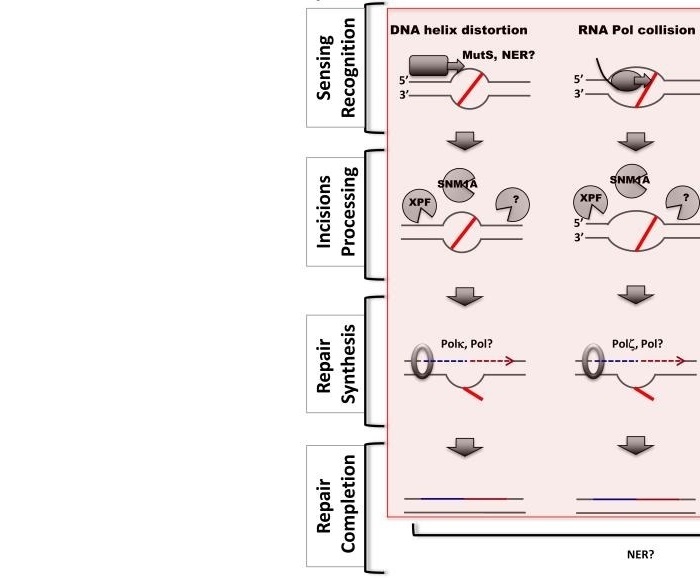 Sensing
Recognition
DNA helix distortion
RNA Pol collision
MutS, NER?
5’
3’
5’
3’
Incisions
Processing
XPF
SNM1A
?
XPF
SNM1A
?
5’
3’
Repair
Synthesis
Polκ, Pol?
Polζ, Pol?
Repair
Completion
NER?